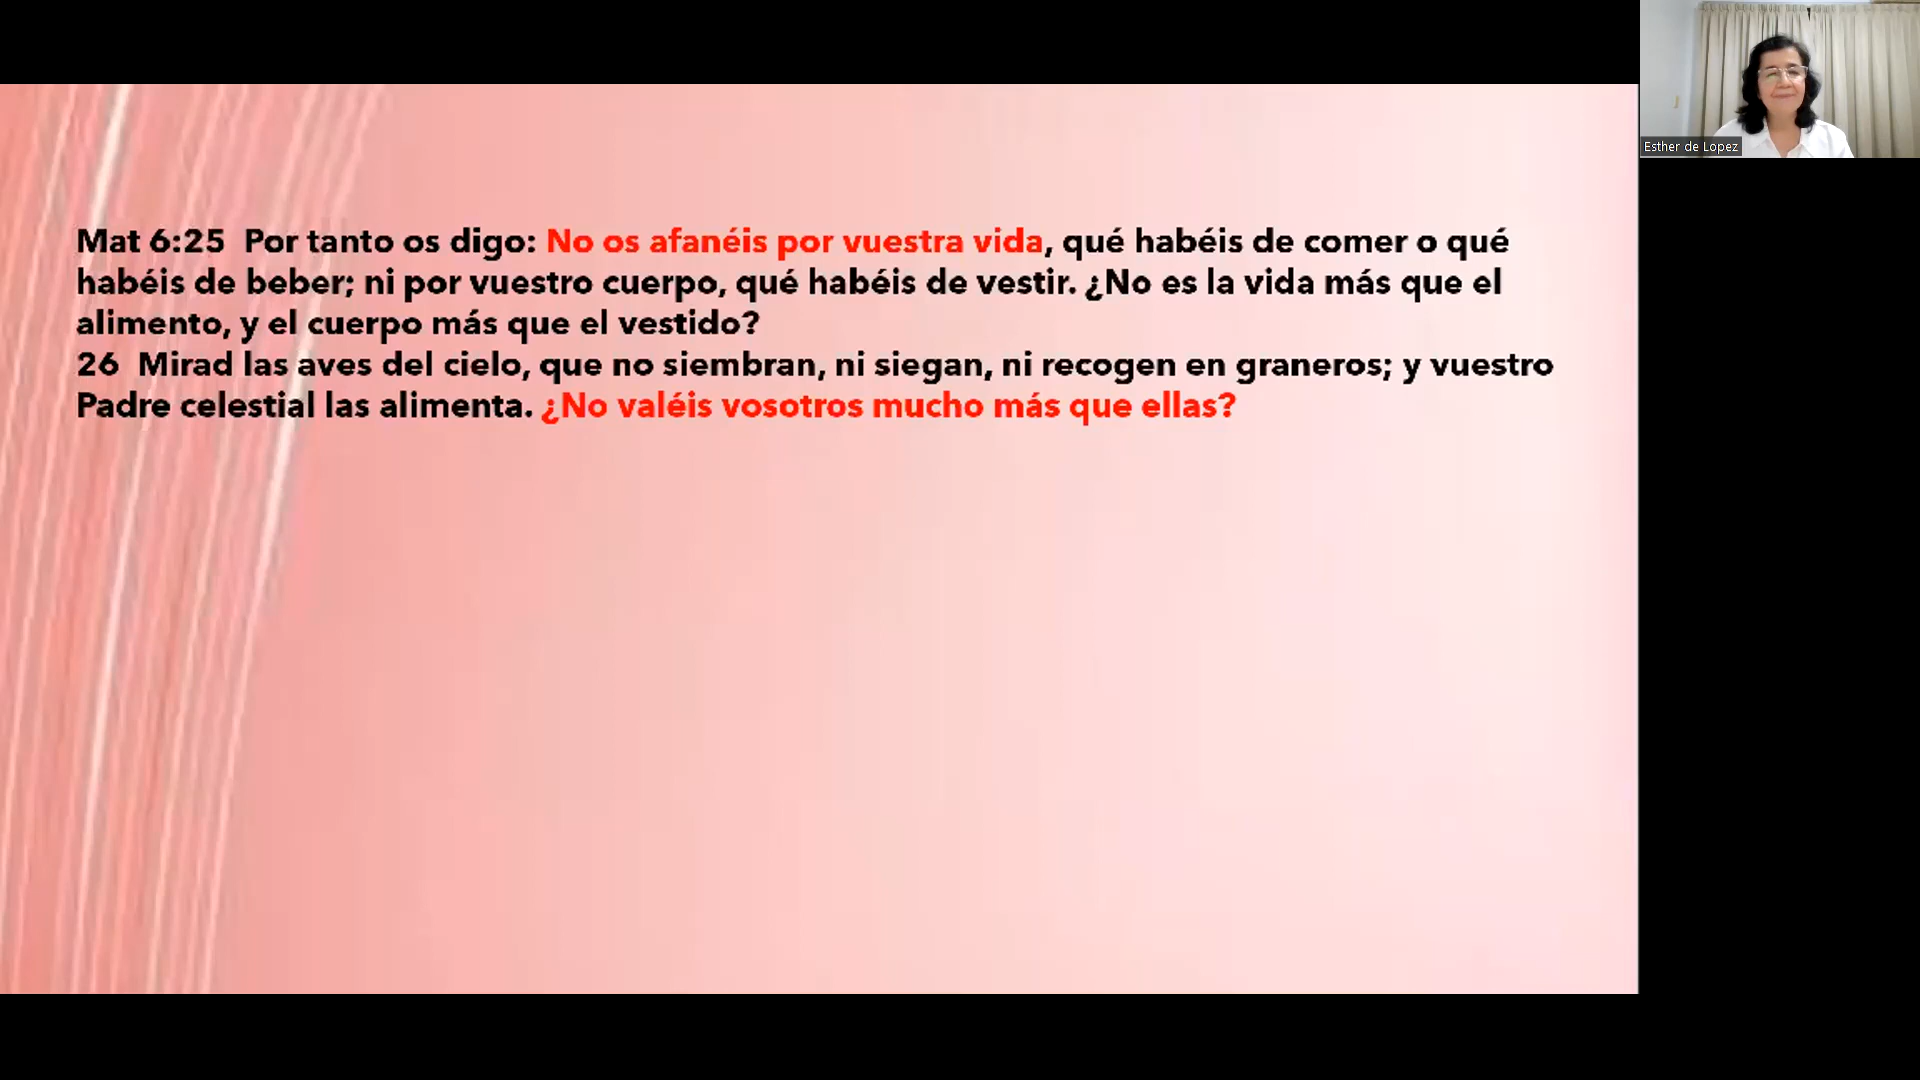 Mat 6:25  Por tanto os digo: No os afanéis por vuestra vida, qué habéis de comer o qué
habéis de beber; ni por vuestro cuerpo, qué habéis de vestir. ¿No es la vida más que el
alimento, y el cuerpo más que el vestido?
26  Mirad las aves del cielo, que no siembran, ni siegan, ni recogen en graneros; y vuestro
Padre celestial las alimenta. ¿No valéis vosotros mucho más que ellas?
Esther de Lopez